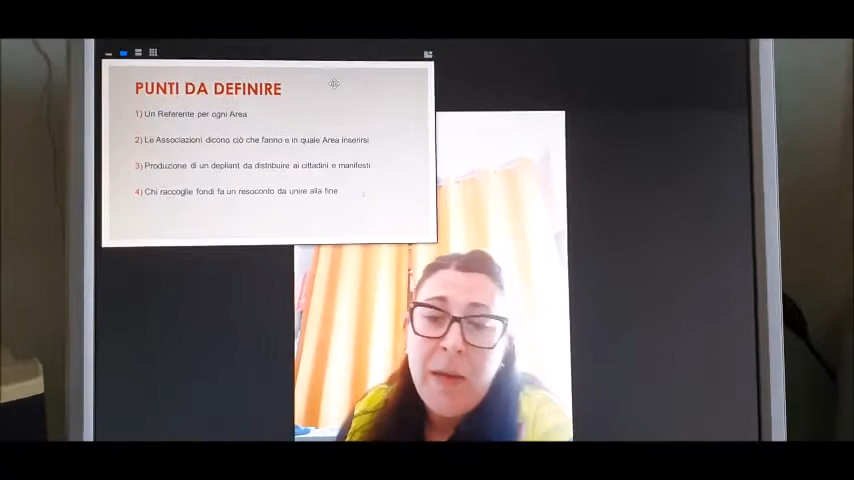 PUNTI DA DEFINIRE
1) Un Referente per ogni Area
2) Le Associazioni dicono ciò che fanno e in quale Area inserirsi
3) Produzione di un depliant da distribuire ai cittadini e manifesti
4) Chi raccoglie fondi fa un resoconto da unire alla fine